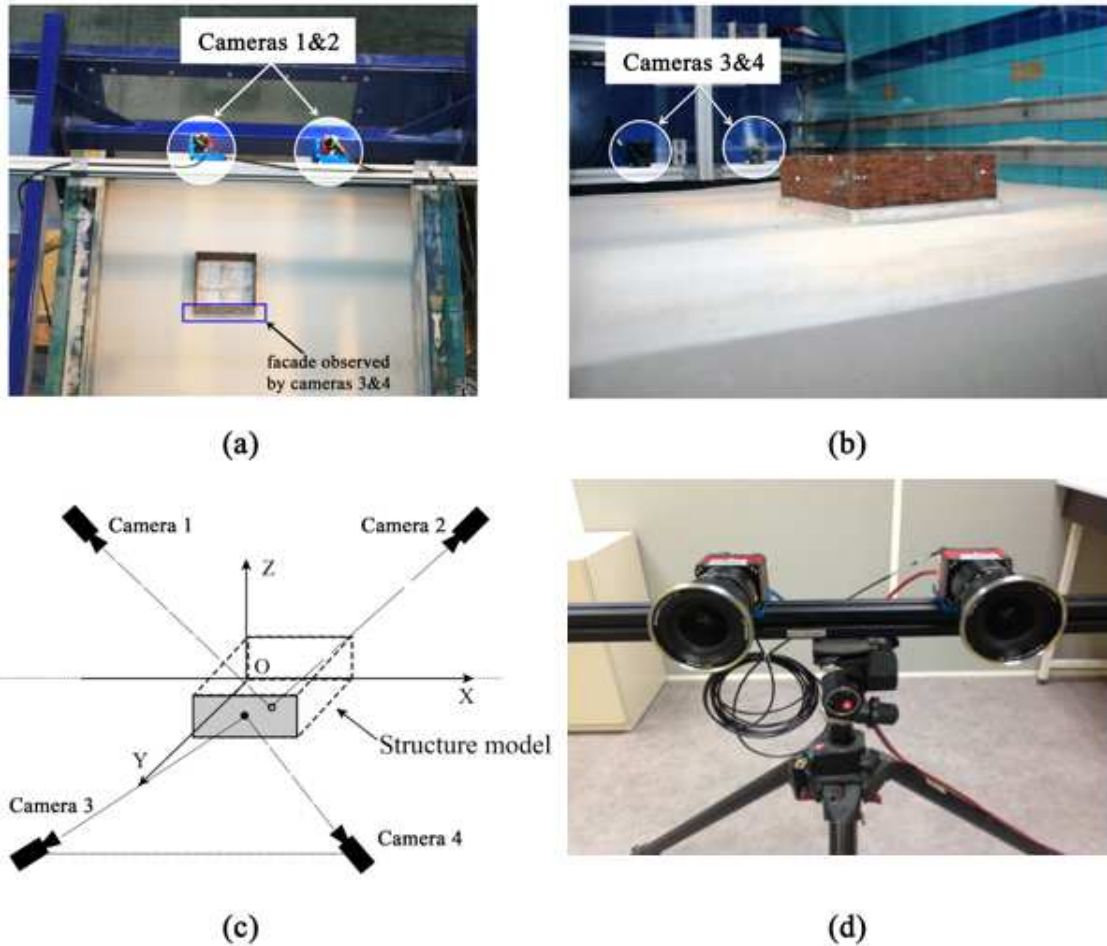 Cameras 1&2
facade observed
by cameras 3&4
(a)
Cameras 3&4
(b)
Camera 1
Camera 2
Z
O
X
Y
Structure model
Camera 3
Camera 4
(c)
(d)